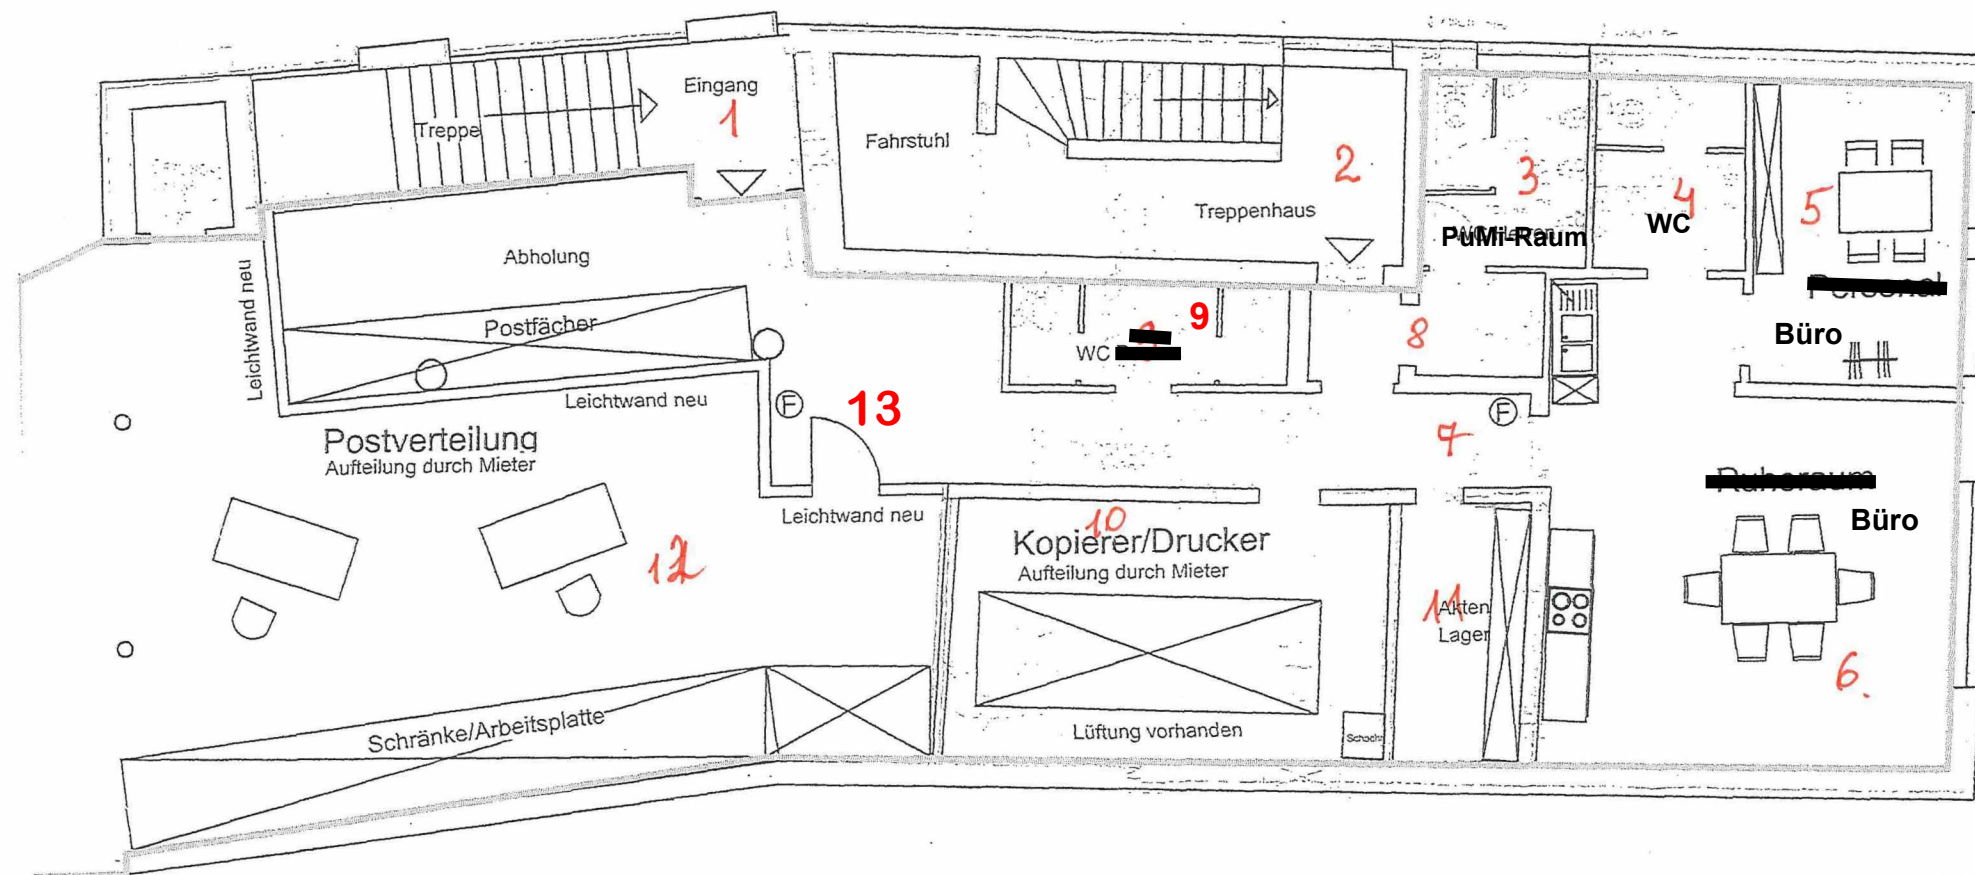 Eingang
1
Treppe
Fahrstuhl
2
Treppenhaus
3
PuMi-Raum
4
WC
5
Büro
Abholung
Leichtwand neu
Postfächer
9
WC
8
13
F
Leichtwand neu
Postverteilung
Aufteilung durch Mieter
F
7
Büro
Leichtwand neu
10
Kopierer/Drucker
Aufteilung durch Mieter
12
11
Akten
Lager
6.
Schränke/Arbeitsplatte
Lüftung vorhanden
Schacht